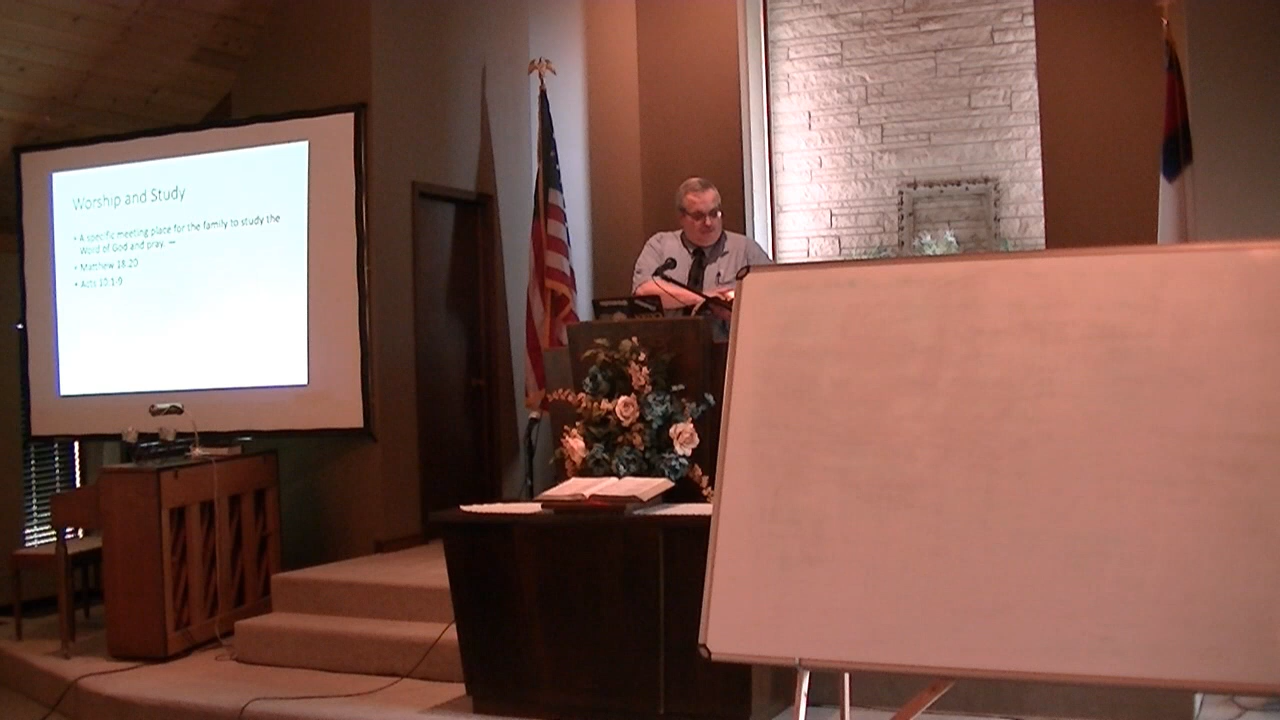 Worship and Study
• A specific meeting place for the family to study the
Word of God and pray. —
• Matthew 18:20
• Acts 10:1-9